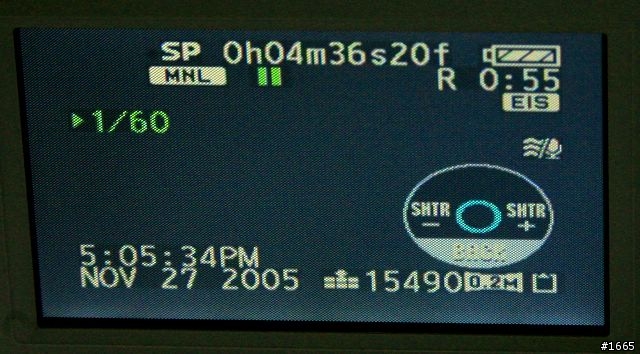 SP 0h04m36s20f
MNL R 0:55
EIS
1/60
SHTR SHTR
− +
BACK
5:05:34PM
NOV 27 2005 15490 0.2M
#1665